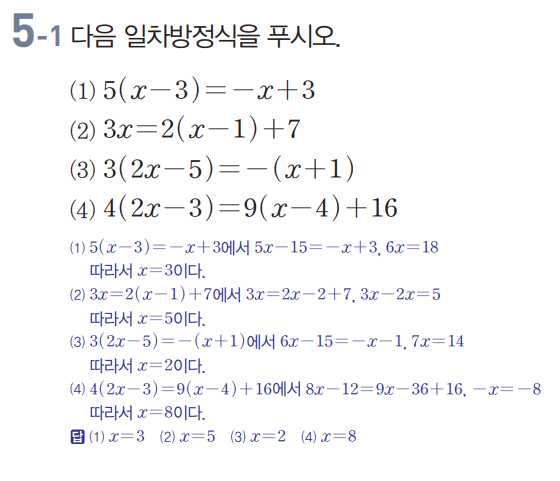 5-1 다음 일차방정식을 푸시오.
(1) 5(x−3)=−x+3
(2) 3x=2(x−1)+7
(3) 3(2x−5)=−(x+1)
(4) 4(2x−3)=9(x−4)+16
(1) 5(x−3)=−x+3에서 5x−15=−x+3, 6x=18
따라서 x=3이다.
(2) 3x=2(x−1)+7에서 3x=2x−2+7, 3x−2x=5
따라서 x=5이다.
(3) 3(2x−5)=−(x+1)에서 6x−15=−x−1, 7x=14
따라서 x=2이다.
(4) 4(2x−3)=9(x−4)+16에서 8x−12=9x−36+16, −x=−8
따라서 x=8이다.
답 (1) x=3 (2) x=5 (3) x=2 (4) x=8